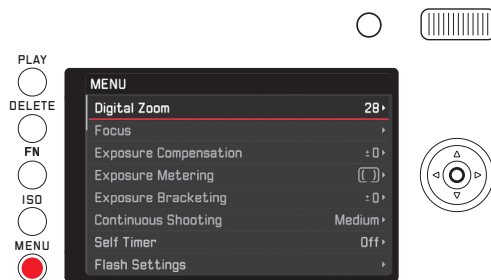 PLAY
DELETE
FN
ISO
MENU
MENU
Digital Zoom 28
Focus
Exposure Compensation ±0
Exposure Metering
Exposure Bracketing ±0
Continuous Shooting Medium
Self Timer Off
Flash Settings